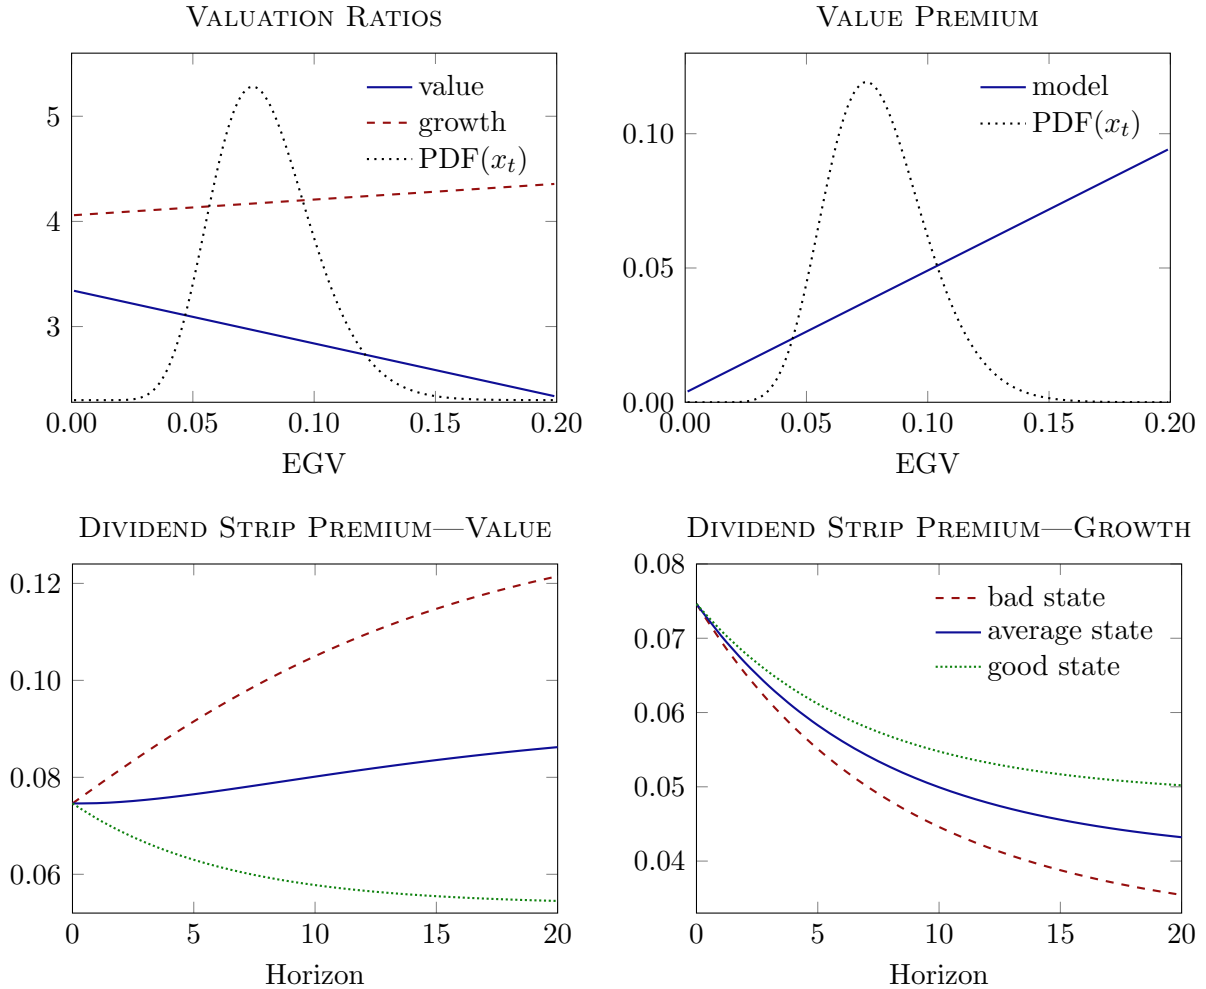 VALUATION RATIOS
5
4
3
value
growth
PDF(xₜ)
0.00 0.05 0.10 0.15 0.20
EGV
VALUE PREMIUM
0.10
0.05
0.00
model
PDF(xₜ)
0.00 0.05 0.10 0.15 0.20
EGV
DIVIDEND STRIP PREMIUM—VALUE
0.12
0.10
0.08
0.06
0 5 10 15 20
Horizon
DIVIDEND STRIP PREMIUM—GROWTH
0.08
0.07
0.06
0.05
0.04
bad state
average state
good state
0 5 10 15 20
Horizon